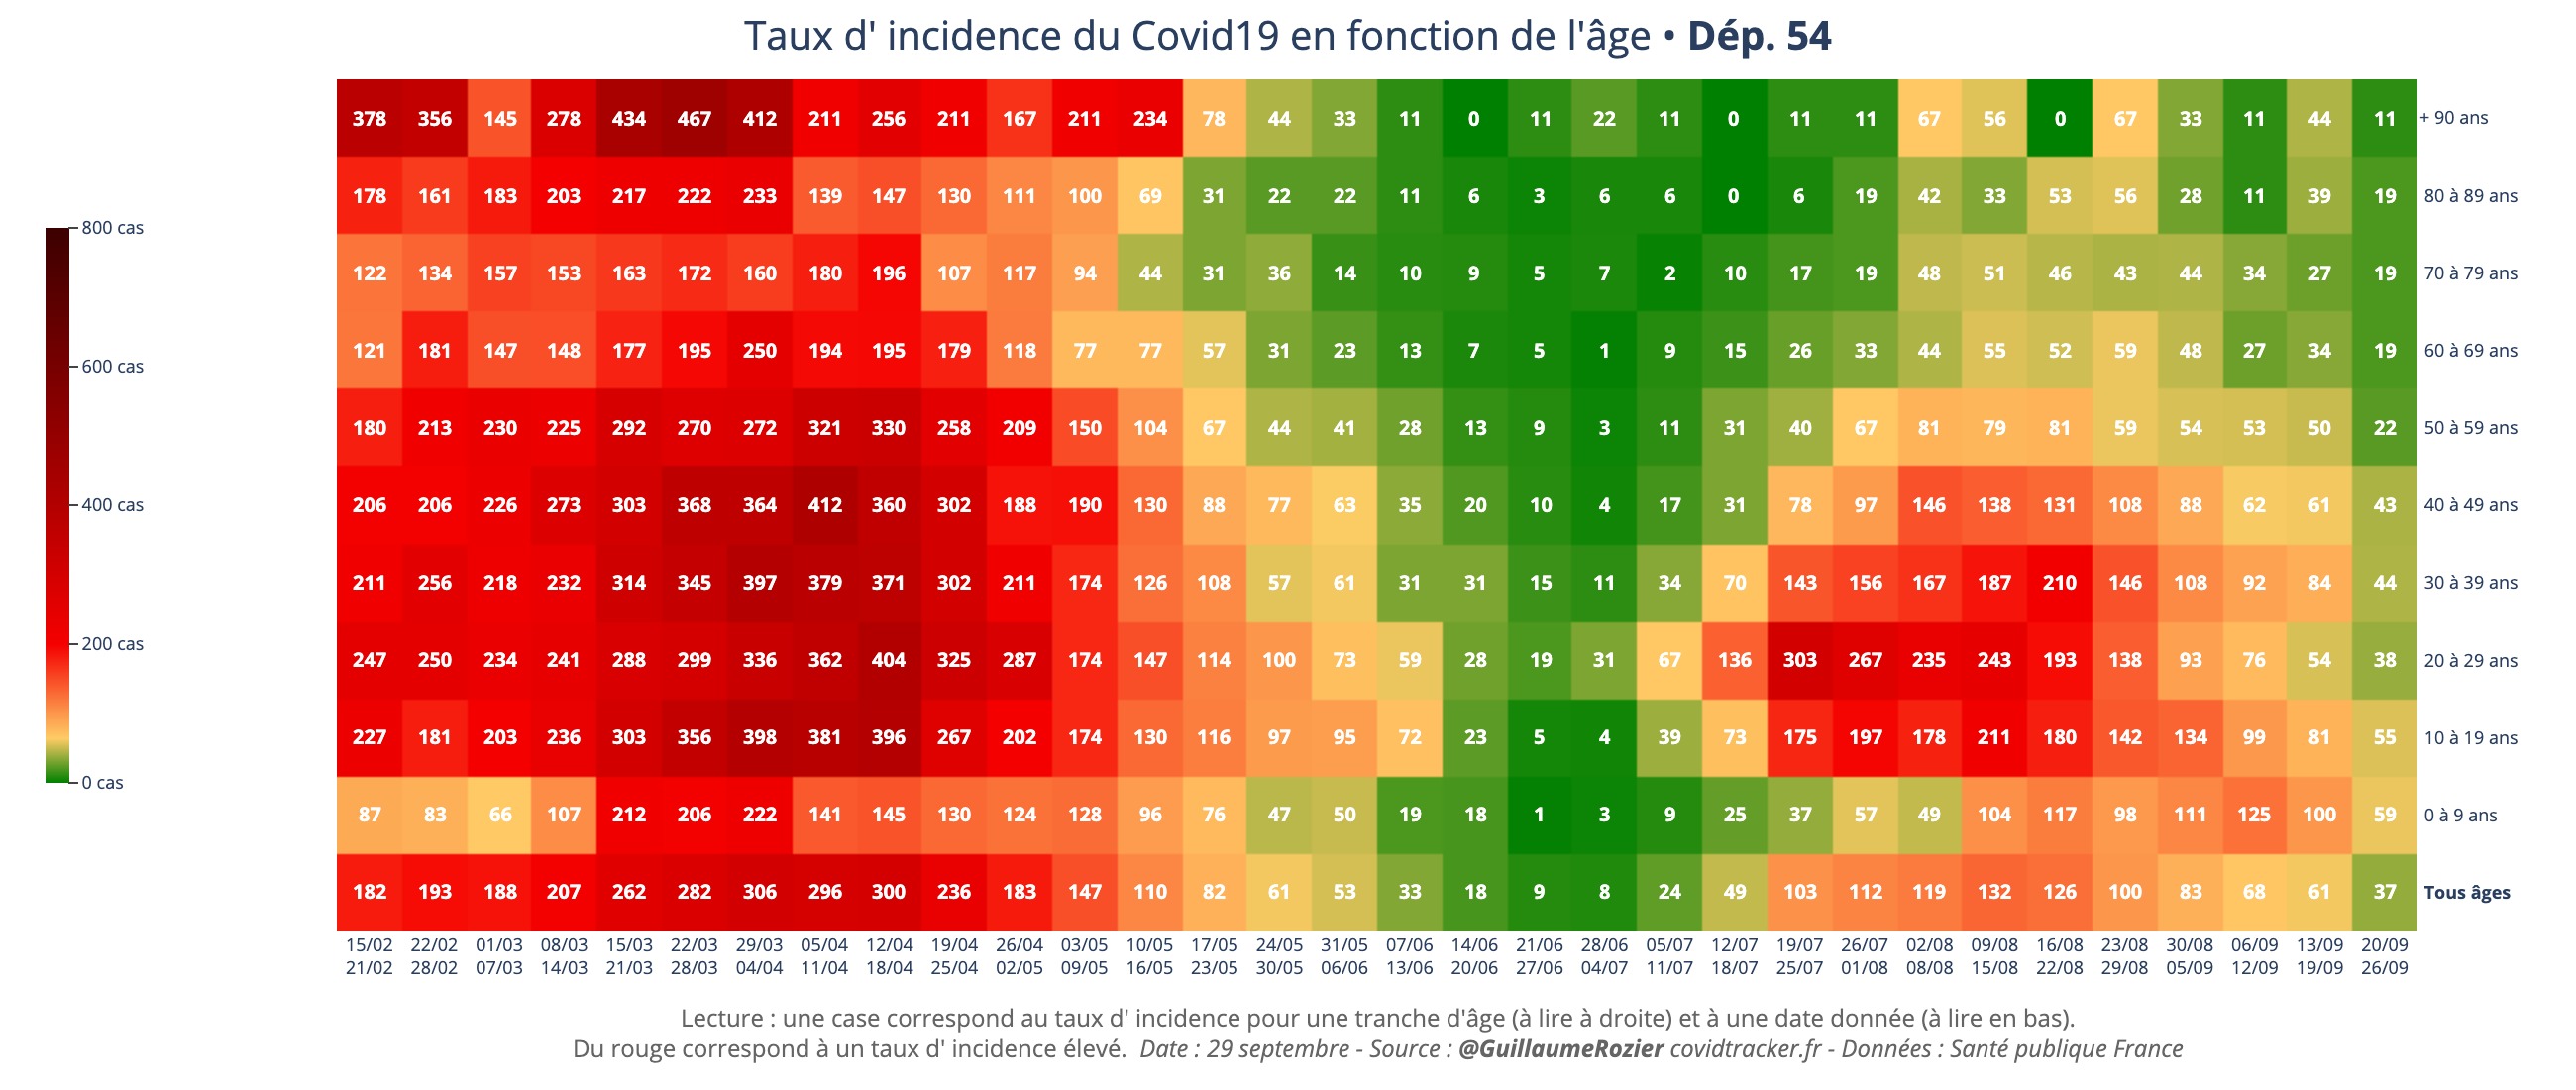 Taux d' incidence du Covid19 en fonction de l'âge • Dép. 54
378 356 145 278 434 467 412 211 256 211 167 211 234 78 44 33 11 0 11 22 11 0 11 11 67 56 0 67 33 11 44 11 + 90 ans
178 161 183 203 217 222 233 139 147 130 111 100 69 31 22 22 11 6 3 6 6 0 6 19 42 33 53 56 28 11 39 19 80 à 89 ans
122 134 157 153 163 172 160 180 196 107 117 94 44 31 36 14 10 9 5 7 2 10 17 19 48 51 46 43 44 34 27 19 70 à 79 ans
121 181 147 148 177 195 250 194 195 179 118 77 77 57 31 23 13 7 5 1 9 15 26 33 44 55 52 59 48 27 34 19 60 à 69 ans
180 213 230 225 292 270 272 321 330 258 209 150 104 67 44 41 28 13 9 3 11 31 40 67 81 79 81 59 54 53 50 22 50 à 59 ans
206 206 226 273 303 368 364 412 360 302 188 190 130 88 77 63 35 20 10 4 17 31 78 97 146 138 131 108 88 62 61 43 40 à 49 ans
211 256 218 232 314 345 397 379 371 302 211 174 126 108 57 61 31 31 15 11 34 70 143 156 167 187 210 146 108 92 84 44 30 à 39 ans
247 250 234 241 288 299 336 362 404 325 287 174 147 114 100 73 59 28 19 31 67 136 303 267 235 243 193 138 93 76 54 38 20 à 29 ans
227 181 203 236 303 356 398 381 396 267 202 174 130 116 97 95 72 23 5 4 39 73 175 197 178 211 180 142 134 99 81 55 10 à 19 ans
87 83 66 107 212 206 222 141 145 130 124 128 96 76 47 50 19 18 1 3 9 25 37 57 49 104 117 98 111 125 100 59 0 à 9 ans
182 193 188 207 262 282 306 296 300 236 183 147 110 82 61 53 33 18 9 8 24 49 103 112 119 132 126 100 83 68 61 37 Tous âges
15/02 22/02 01/03 08/03 15/03 22/03 29/03 05/04 12/04 19/04 26/04 03/05 10/05 17/05 24/05 31/05 07/06 14/06 21/06 28/06 05/07 12/07 19/07 26/07 02/08 09/08 16/08 23/08 30/08 06/09 13/09 20/09
21/02 28/02 07/03 14/03 21/03 28/03 04/04 11/04 18/04 25/04 02/05 09/05 16/05 23/05 30/05 06/06 13/06 20/06 27/06 04/07 11/07 18/07 25/07 01/08 08/08 15/08 22/08 29/08 05/09 12/09 19/09 26/09
800 cas
600 cas
400 cas
200 cas
0 cas
Lecture : une case correspond au taux d' incidence pour une tranche d'âge (à lire à droite) et à une date donnée (à lire en bas).
Du rouge correspond à un taux d' incidence élevé. Date : 29 septembre - Source : @GuillaumeRozier covidtracker.fr - Données : Santé publique France